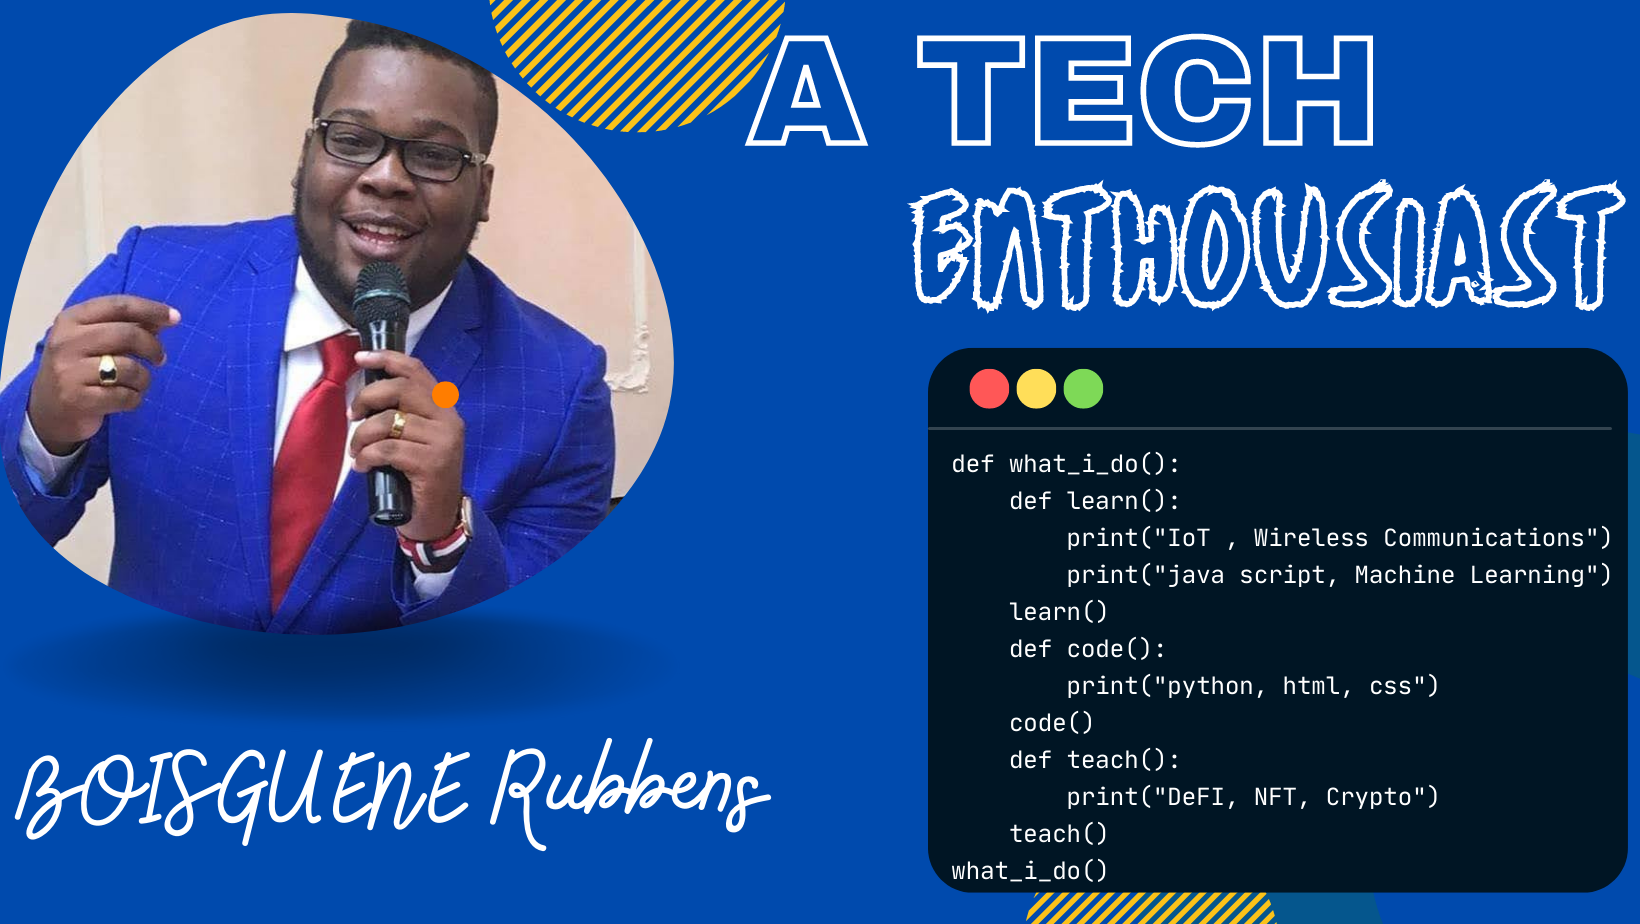 A TECH
ENTHOUSIAST
def what_i_do():
    def learn():
        print("IoT , Wireless Communications")
        print("java script, Machine Learning")
    learn()
    def code():
        print("python, html, css")
    code()
    def teach():
        print("DeFI, NFT, Crypto")
    teach()
what_i_do()
BOISGUENE Rubbens